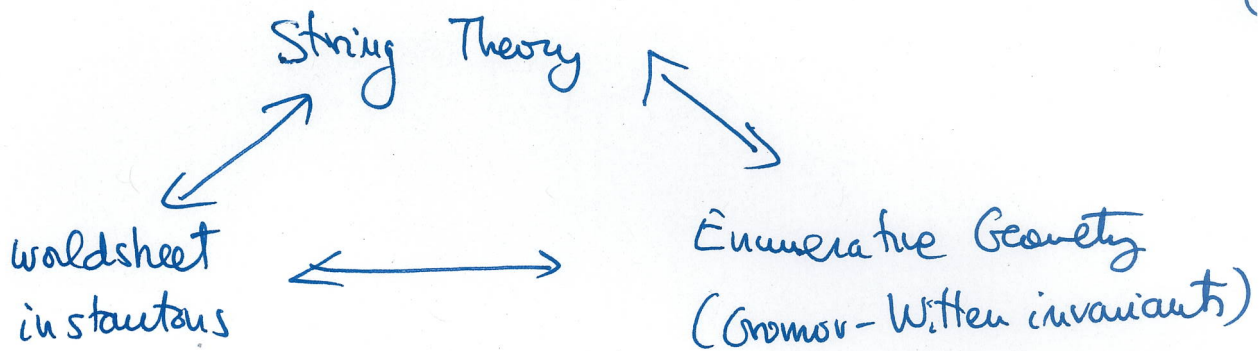 String Theory
worldsheet
instantons
Enumerative Geometry
(Gromov-Witten invariants)